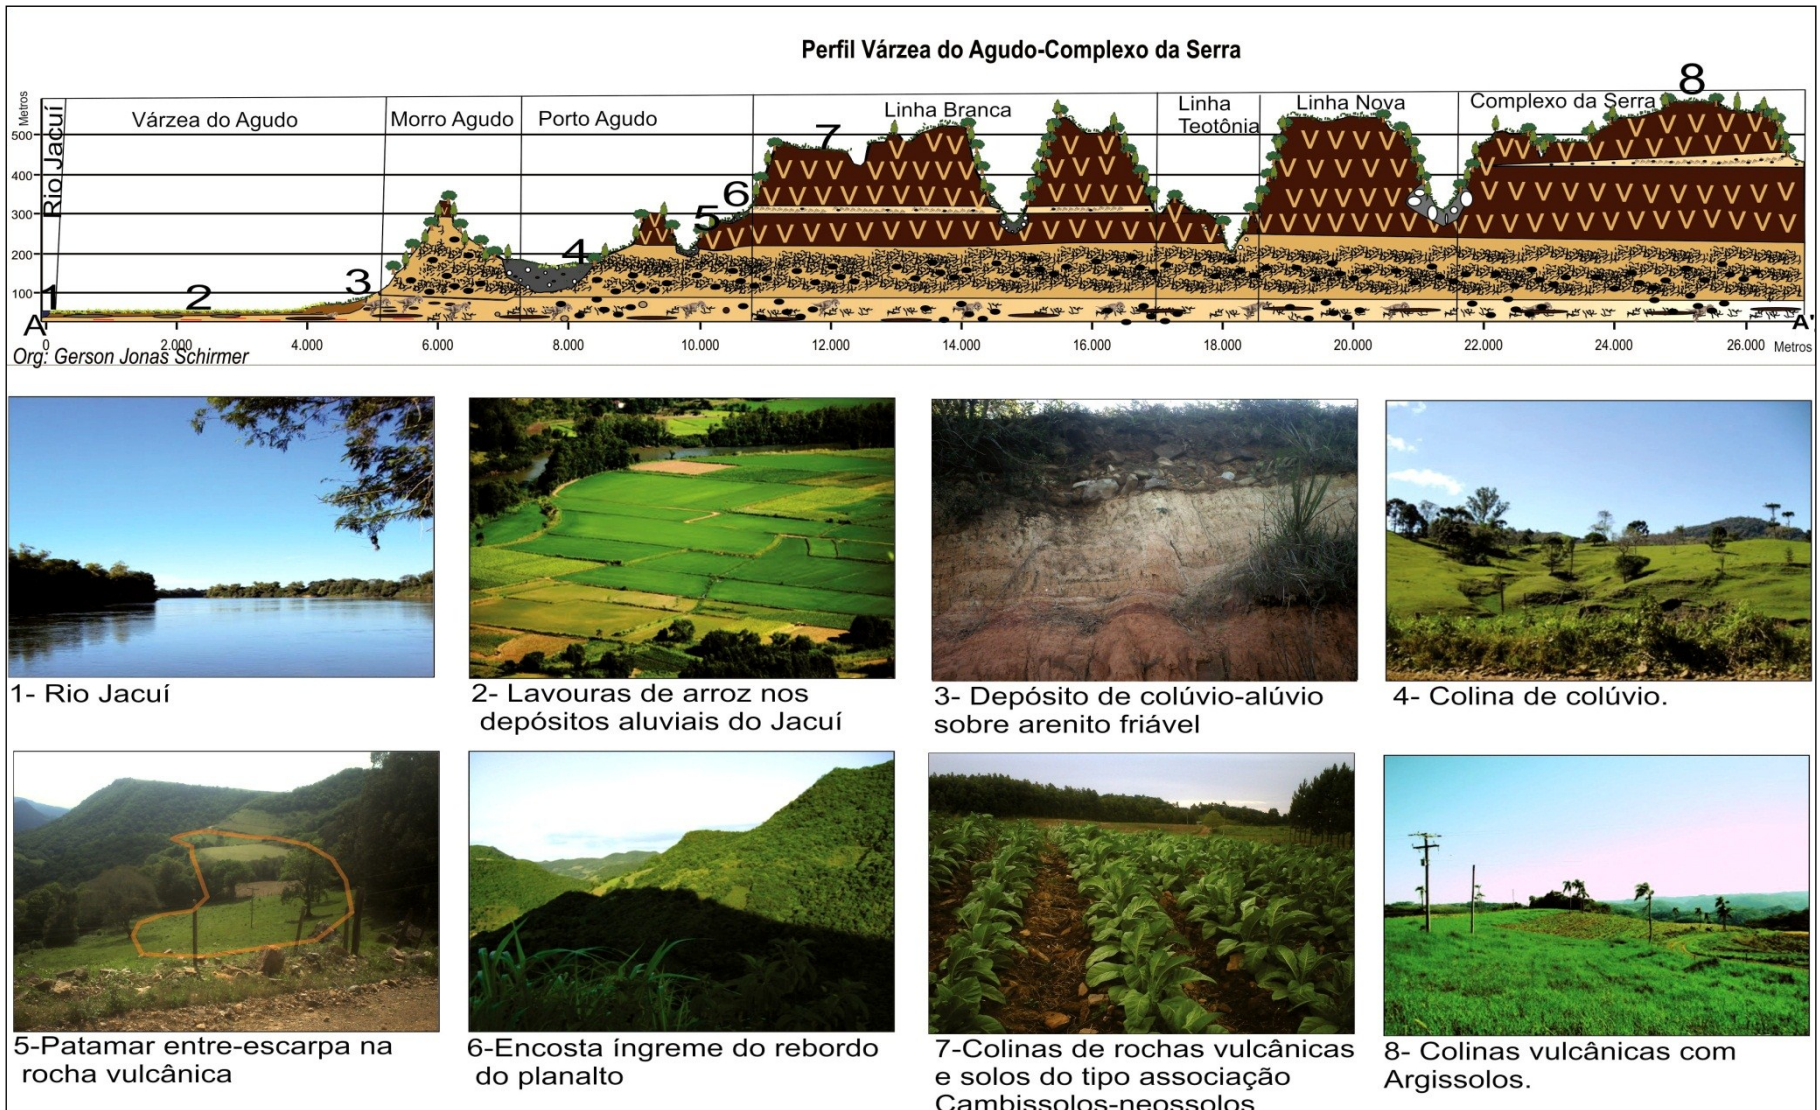 Perfil Várzea do Agudo-Complexo da Serra
8
Metros
Rio Jacuí
Várzea do Agudo
Morro Agudo
Porto Agudo
Linha Branca
Linha
Teotônia
Linha Nova
Complexo da Serra
500
400
300
200
100
7
6
5
4
3
2
1
A
A'
0
2.000
4.000
6.000
8.000
10.000
12.000
14.000
16.000
18.000
20.000
22.000
24.000
26.000
Metros
Org: Gerson Jonas Schirmer
1- Rio Jacuí
2- Lavouras de arroz nos
depósitos aluviais do Jacuí
3- Depósito de colúvio-alúvio
sobre arenito friável
4- Colina de colúvio.
5-Patamar entre-escarpa na
rocha vulcânica
6-Encosta íngreme do rebordo
do planalto
7-Colinas de rochas vulcânicas
e solos do tipo associação
Cambissolos-neossolos
8- Colinas vulcânicas com
Argissolos.